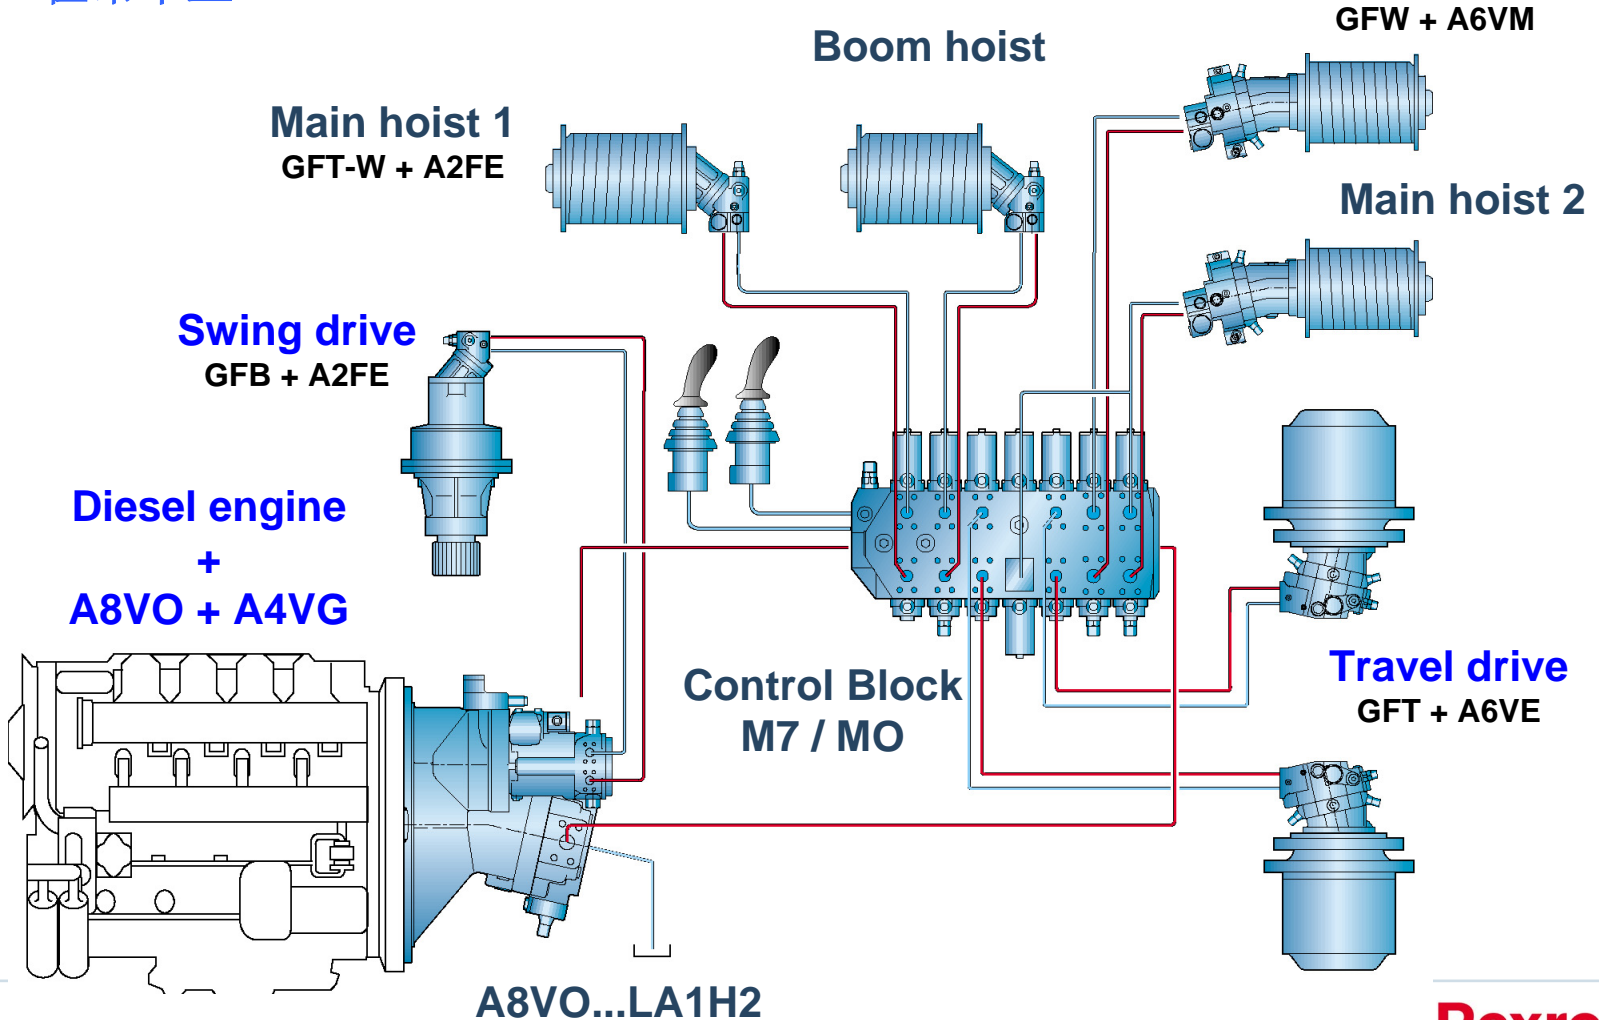 GFW + A6VM
Boom hoist
Main hoist 1
GFT-W + A2FE
Main hoist 2
Swing drive
GFB + A2FE
Diesel engine
+
A8VO + A4VG
Control Block
M7 / MO
Travel drive
GFT + A6VE
A8VO...LA1H2